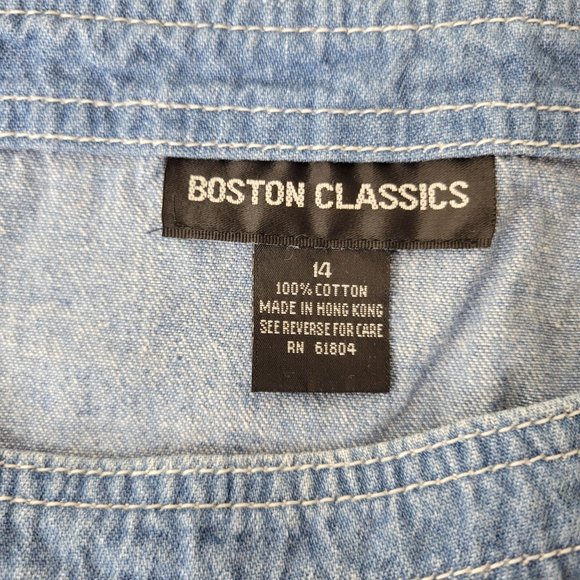 BOSTON CLASSICS
14
100% COTTON
MADE IN HONG KONG
SEE REVERSE FOR CARE
RN 61804